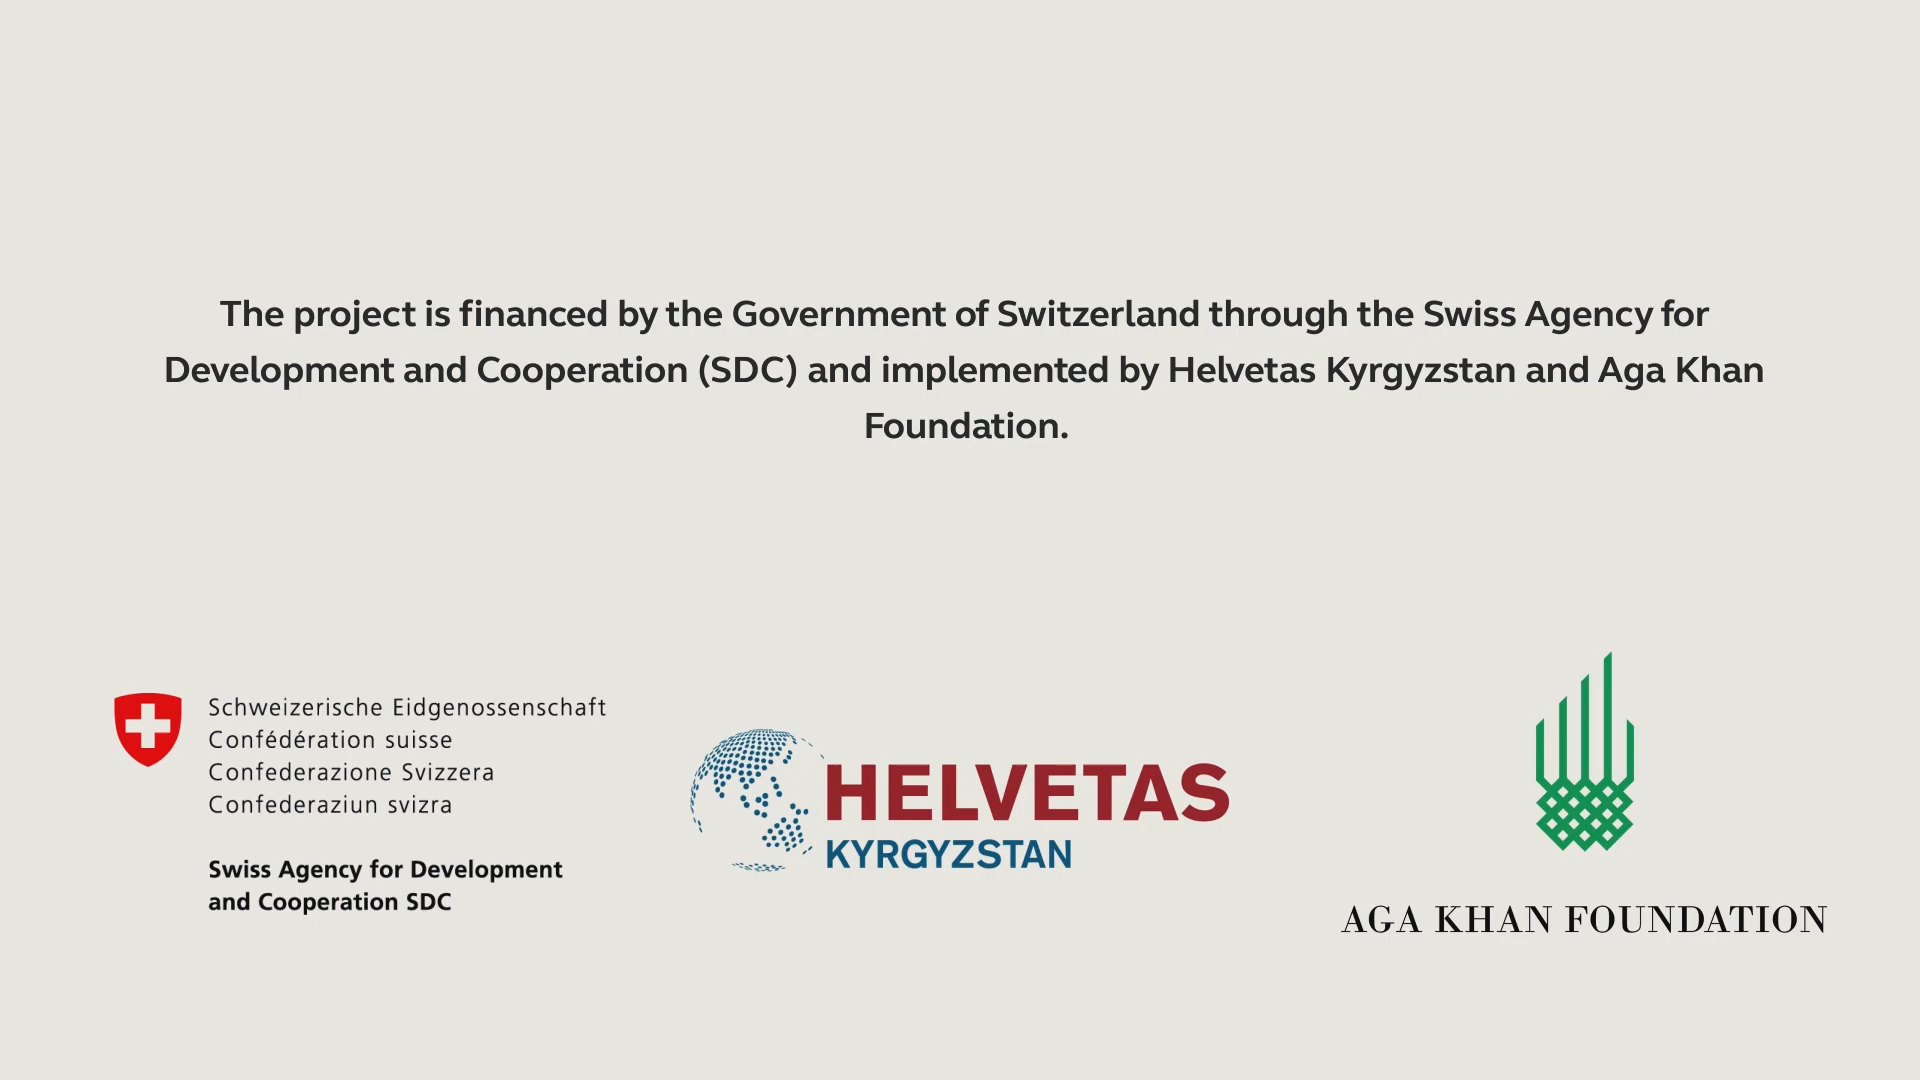 The project is financed by the Government of Switzerland through the Swiss Agency for
Development and Cooperation (SDC) and implemented by Helvetas Kyrgyzstan and Aga Khan
Foundation.
Schweizerische Eidgenossenschaft
Confédération suisse
Confederazione Svizzera
Confederaziun svizra
Swiss Agency for Development
and Cooperation SDC
HELVETAS
KYRGYZSTAN
AGA KHAN FOUNDATION